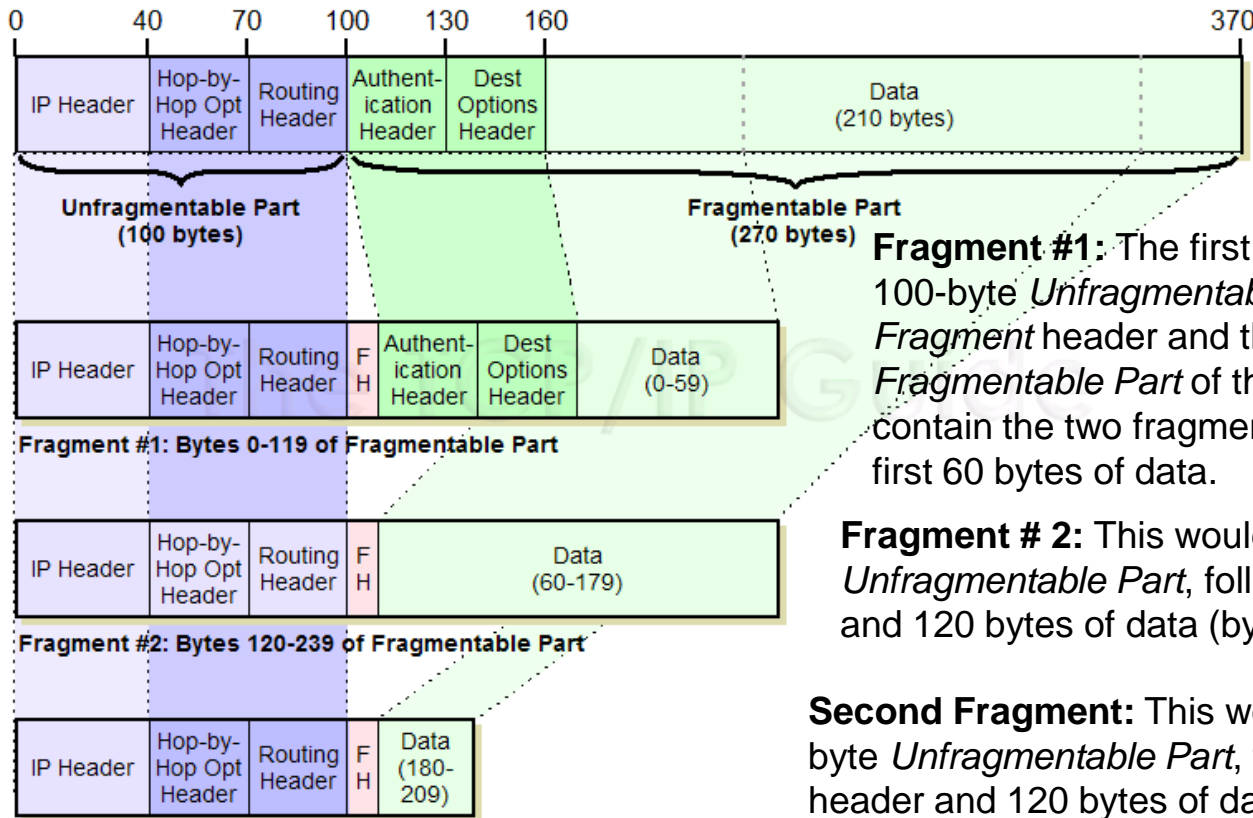 0 40 70 100 130 160 370
IP Header
Hop-by-
Hop Opt
Header
Routing
Header
Authent-
ication
Header
Dest
Options
Header
Data
(210 bytes)
Unfragmentable Part
(100 bytes)
Fragmentable Part
(270 bytes)
Fragment #1: The first
100-byte Unfragmentab
Fragment header and th
Fragmentable Part of th
contain the two fragmen
first 60 bytes of data.
IP Header
Hop-by-
Hop Opt
Header
Routing
Header
F
H
Authent-
ication
Header
Dest
Options
Header
Data
(0-59)
The TCP/IP Guide
Fragment #1: Bytes 0-119 of Fragmentable Part
IP Header
Hop-by-
Hop Opt
Header
Routing
Header
F
H
Data
(60-179)
Fragment # 2: This woul
Unfragmentable Part, foll
and 120 bytes of data (by
Fragment #2: Bytes 120-239 of Fragmentable Part
IP Header
Hop-by-
Hop Opt
Header
Routing
Header
F
H
Data
(180-
209)
Second Fragment: This w
byte Unfragmentable Part,
header and 120 bytes of da